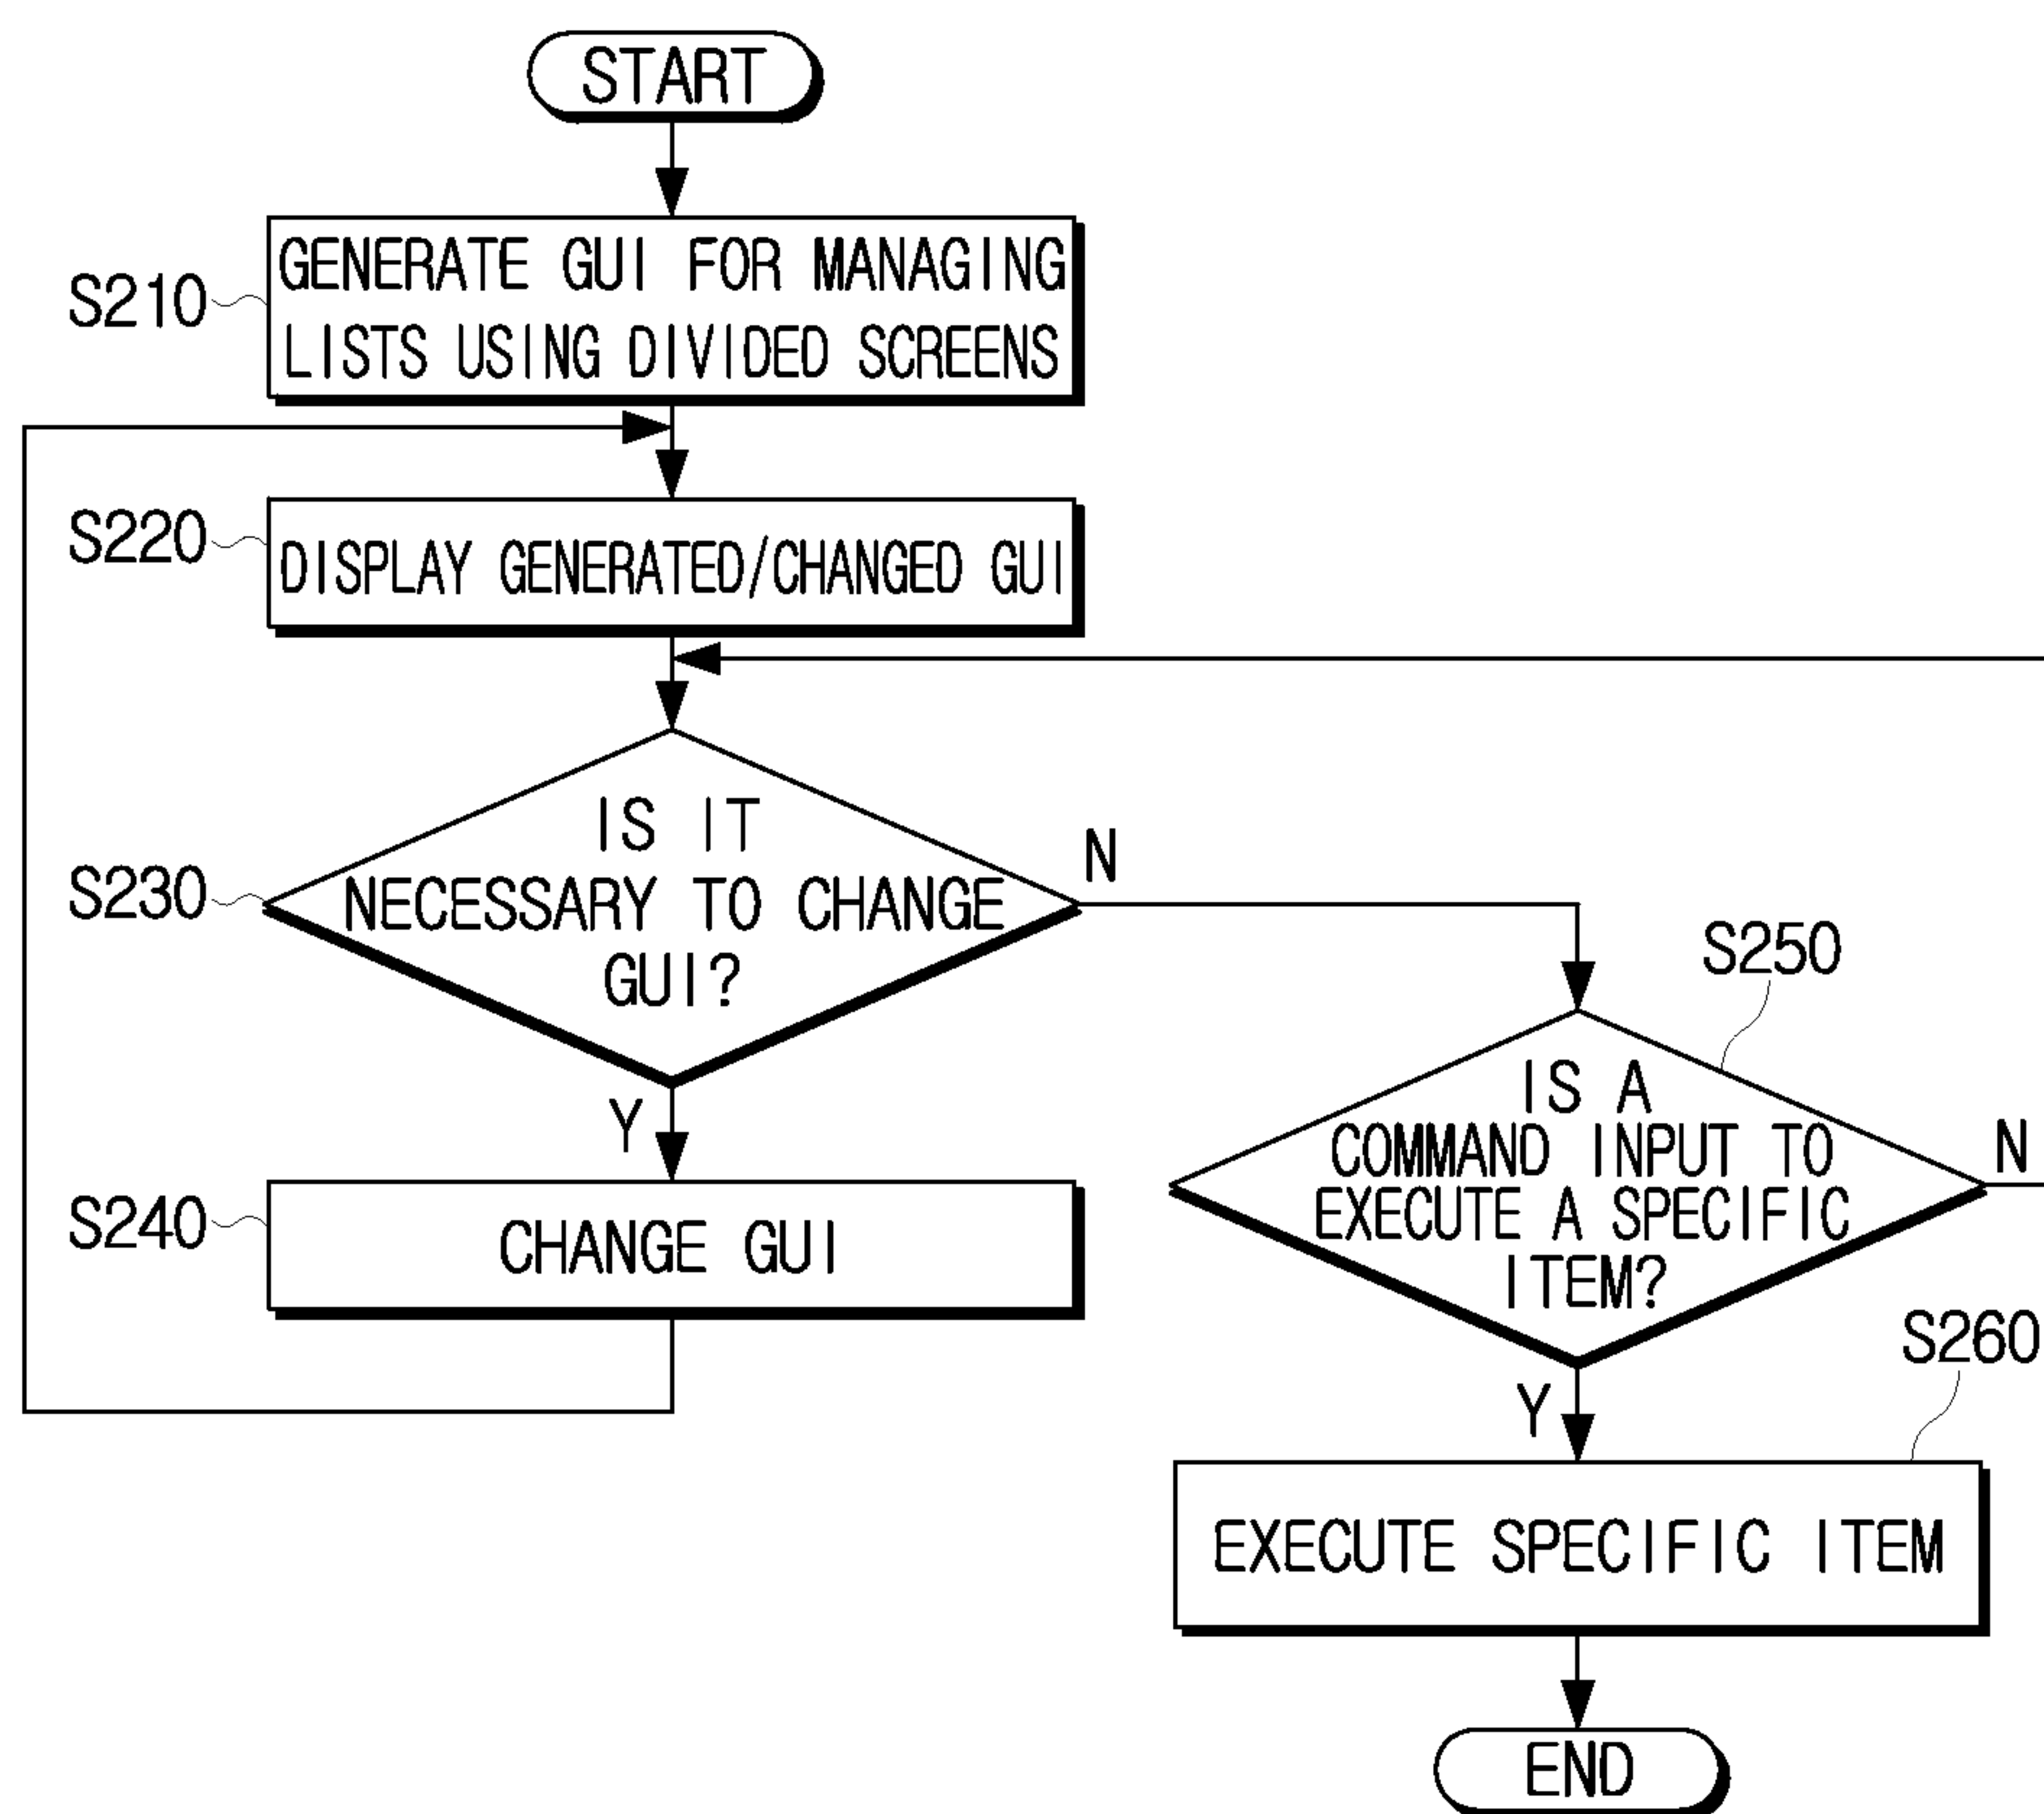 START
S210
GENERATE GUI FOR MANAGING
LISTS USING DIVIDED SCREENS
S220
DISPLAY GENERATED/CHANGED GUI
S230
IS IT
NECESSARY TO CHANGE
GUI?
N
Y
S240
CHANGE GUI
S250
IS A
COMMAND INPUT TO
EXECUTE A SPECIFIC
ITEM?
N
Y
S260
EXECUTE SPECIFIC ITEM
END